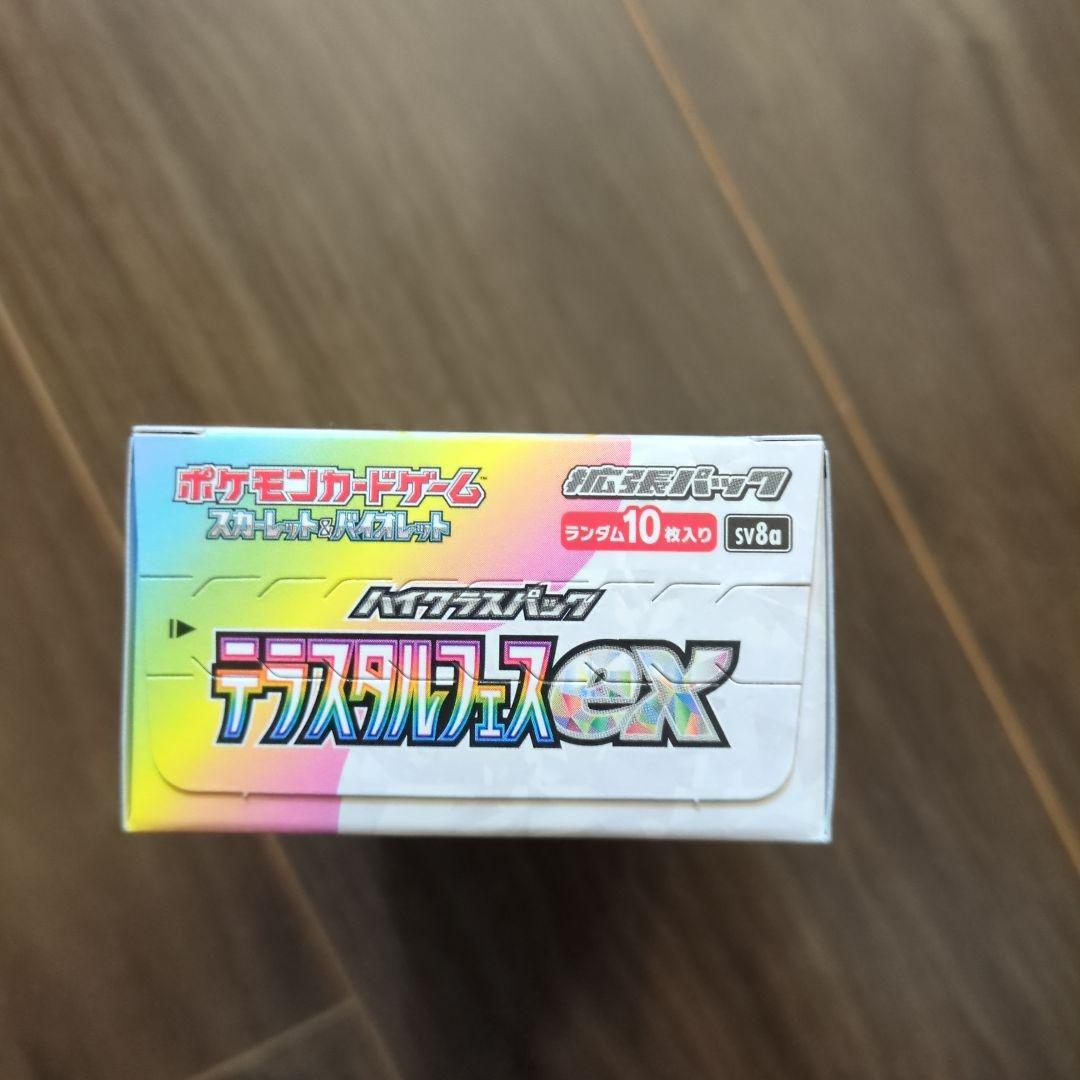 ポケモンカードゲーム™
スカーレット&バイオレット
拡張パック
ランダム10枚入り SV8a
ハイクラスパック
テラスタルフェスex